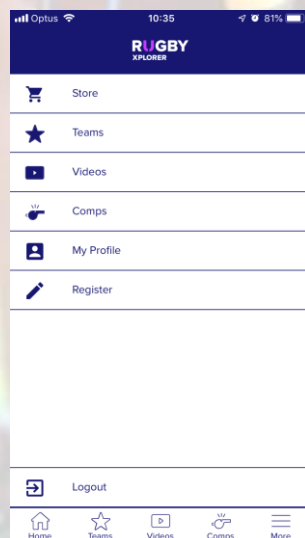 Optus 10:35 81%
RUGBY
XPLORER
Store
Teams
Videos
Comps
My Profile
Register
Logout
Home Teams Videos Comps More